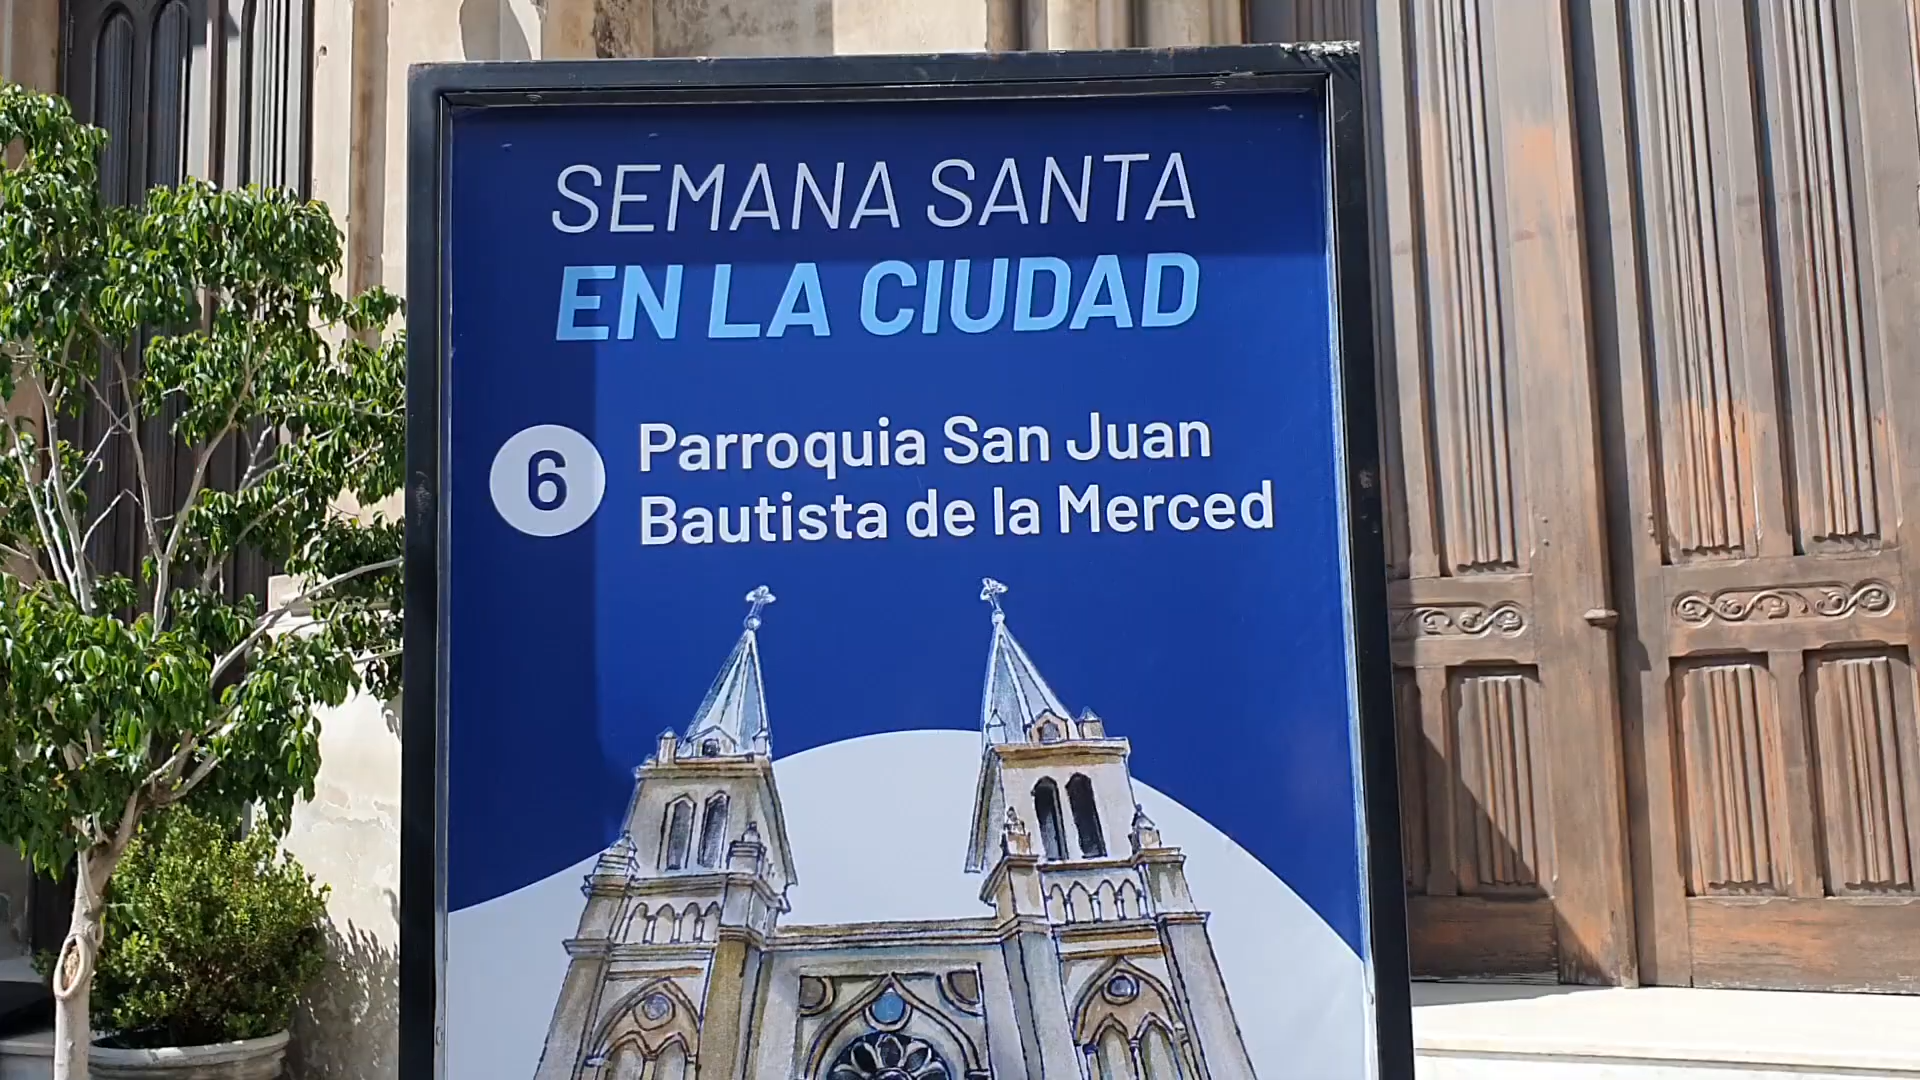 SEMANA SANTA
EN LA CIUDAD
6
Parroquia San Juan
Bautista de la Merced